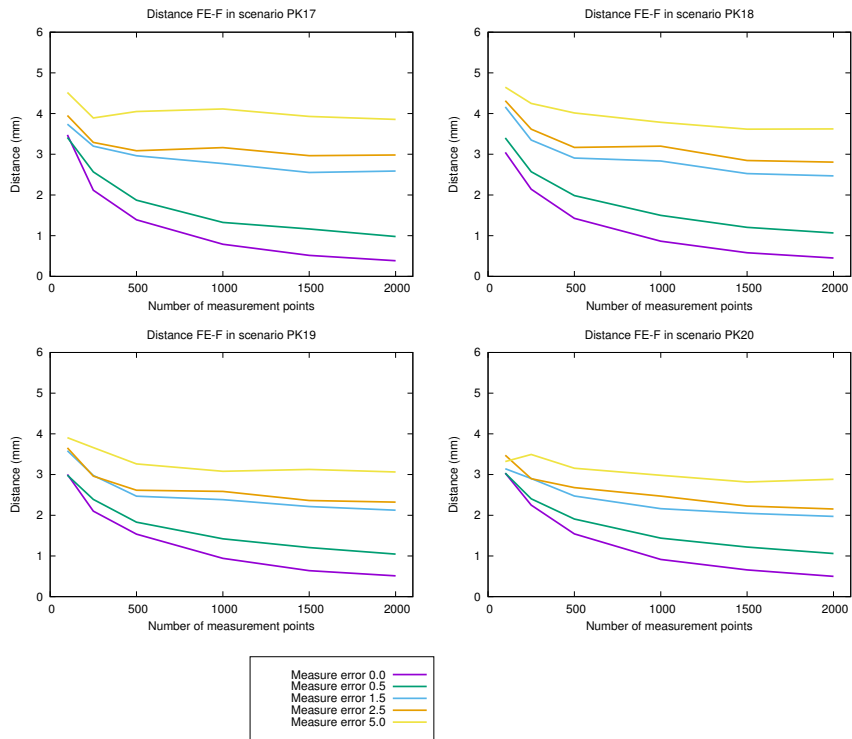 Distance FE-F in scenario PK17
Distance (mm)
6
5
4
3
2
1
0
0 500 1000 1500 2000
Number of measurement points
Distance FE-F in scenario PK18
Distance (mm)
6
5
4
3
2
1
0
0 500 1000 1500 2000
Number of measurement points
Distance FE-F in scenario PK19
Distance (mm)
6
5
4
3
2
1
0
0 500 1000 1500 2000
Number of measurement points
Distance FE-F in scenario PK20
Distance (mm)
6
5
4
3
2
1
0
0 500 1000 1500 2000
Number of measurement points
Measure error 0.0
Measure error 0.5
Measure error 1.5
Measure error 2.5
Measure error 5.0